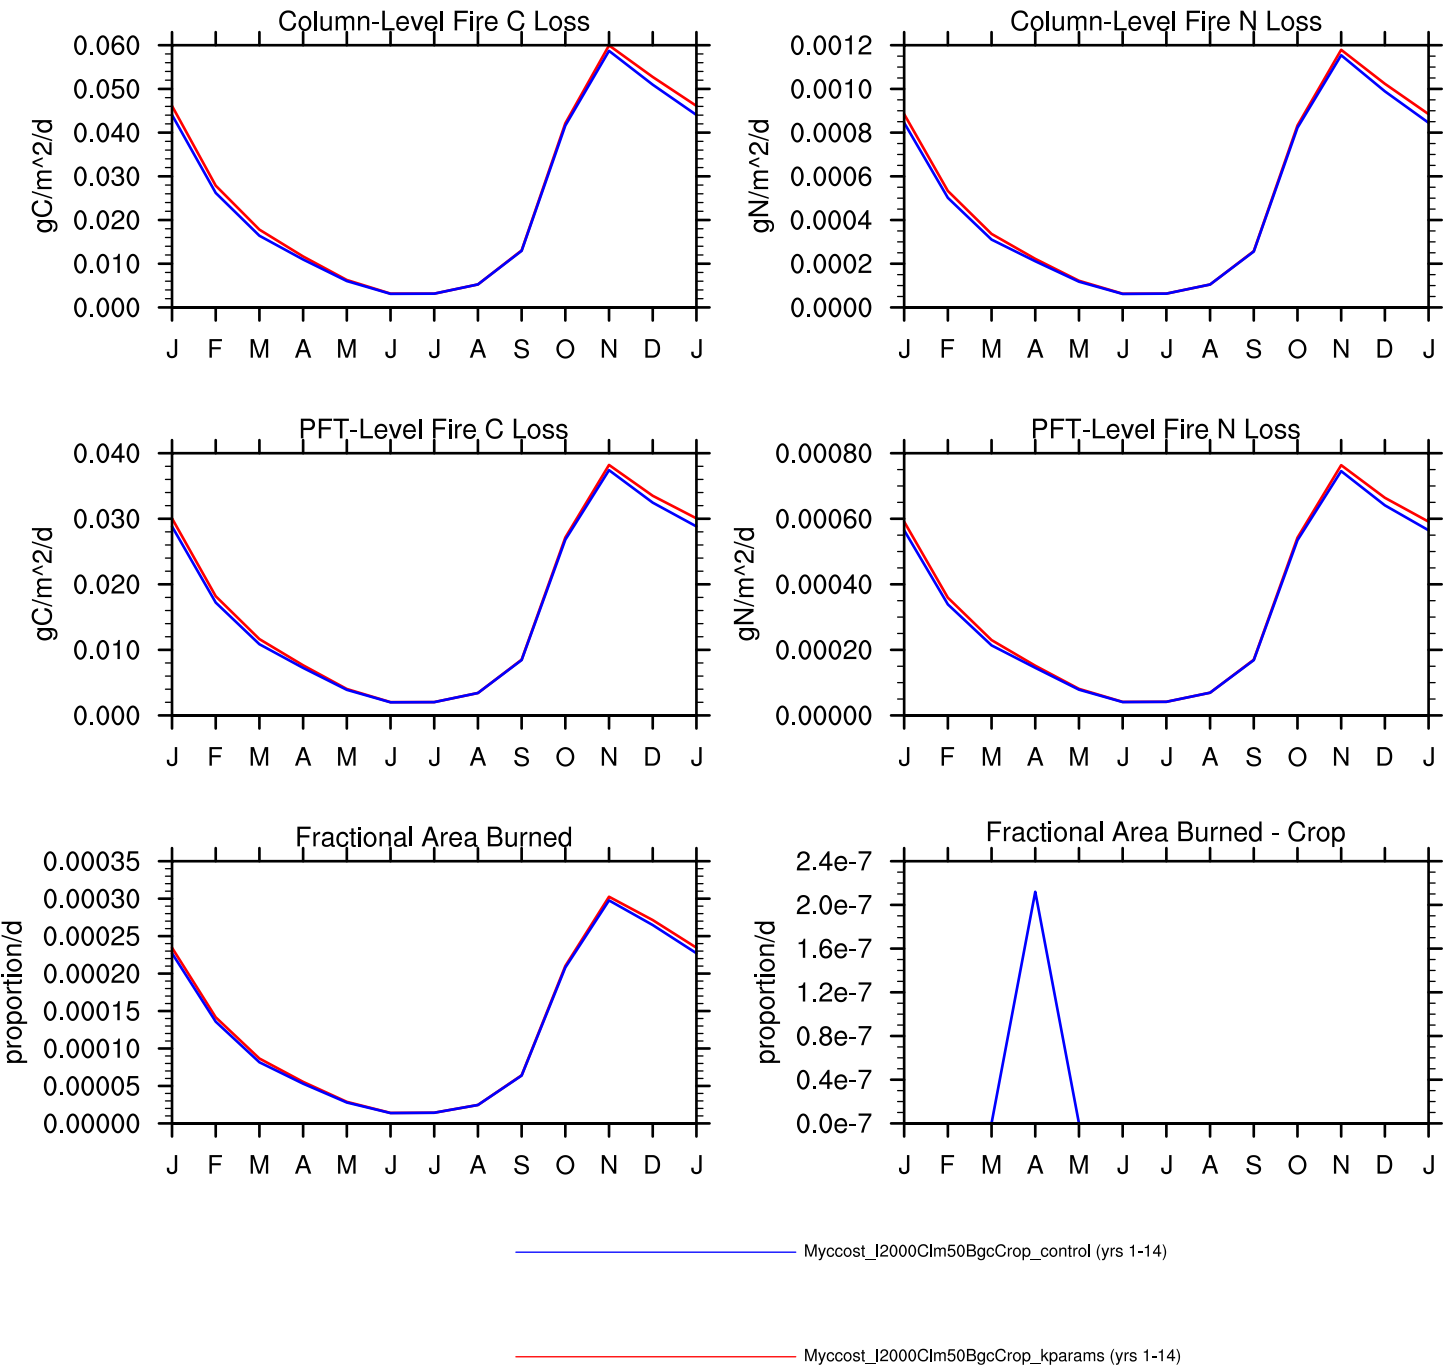 Column-Level Fire C Loss
gC/m^2/d
0.060
0.050
0.040
0.030
0.020
0.010
0.000
J F M A M J J A S O N D J
Column-Level Fire N Loss
gN/m^2/d
0.0012
0.0010
0.0008
0.0006
0.0004
0.0002
0.0000
J F M A M J J A S O N D J
PFT-Level Fire C Loss
gC/m^2/d
0.040
0.030
0.020
0.010
0.000
J F M A M J J A S O N D J
PFT-Level Fire N Loss
gN/m^2/d
0.00080
0.00060
0.00040
0.00020
0.00000
J F M A M J J A S O N D J
Fractional Area Burned
proportion/d
0.00035
0.00030
0.00025
0.00020
0.00015
0.00010
0.00005
0.00000
J F M A M J J A S O N D J
Fractional Area Burned - Crop
proportion/d
2.4e-7
2.0e-7
1.6e-7
1.2e-7
0.8e-7
0.4e-7
0.0e-7
J F M A M J J A S O N D J
Myccost_I2000Clm50BgcCrop_control (yrs 1-14)
Myccost_I2000Clm50BgcCrop_kparams (yrs 1-14)